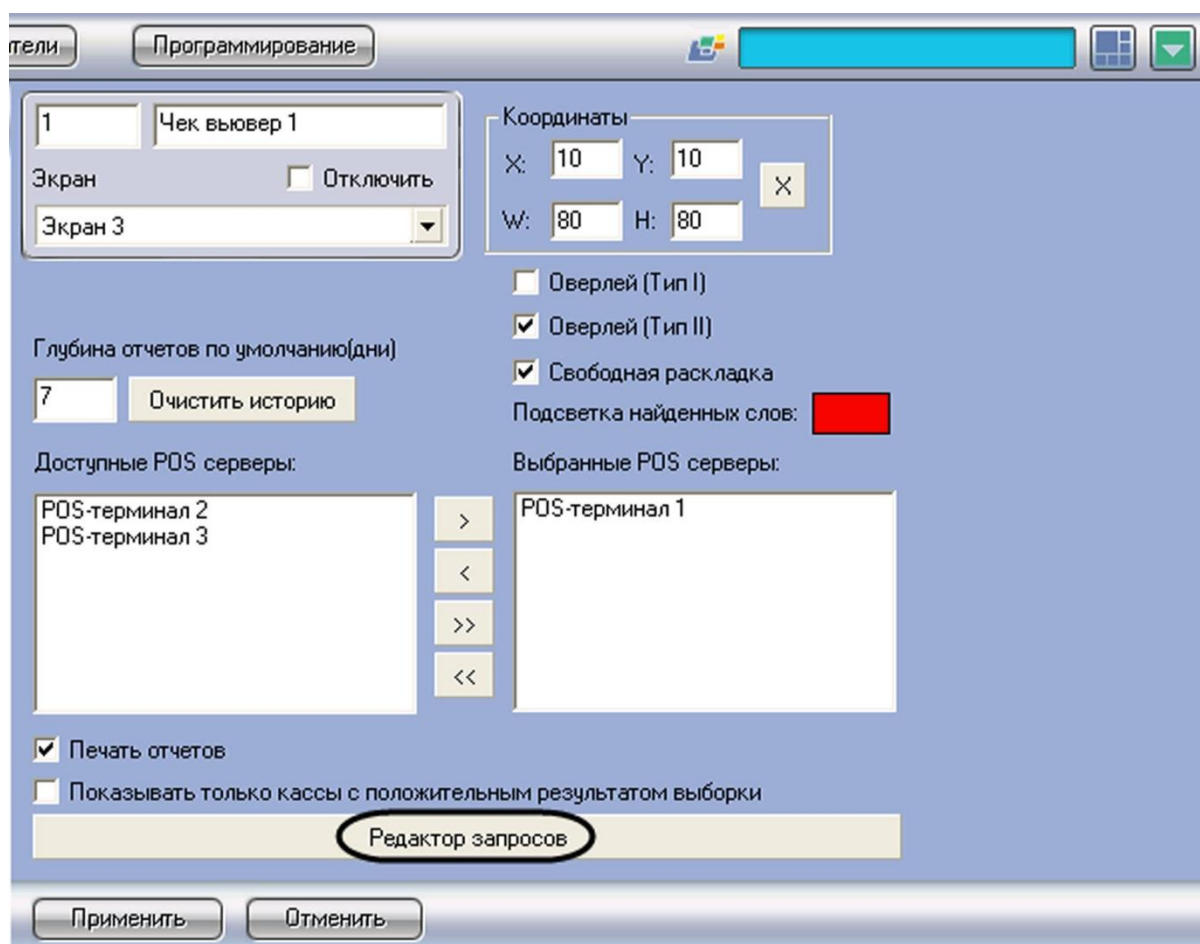 тели Программирование
1 Чек вьювер 1
Экран Отключить
Экран 3
Координаты
X: 10 Y: 10 X
W: 80 H: 80
Оверлей (Тип I)
Оверлей (Тип II)
Свободная раскладка
Подсветка найденных слов:
Глубина отчетов по умолчанию(дни)
7 Очистить историю
Доступные POS серверы:
POS-терминал 2
POS-терминал 3
>
<
>>
<<
Выбранные POS серверы:
POS-терминал 1
Печать отчетов
Показывать только кассы с положительным результатом выборки
Редактор запросов
Применить Отменить